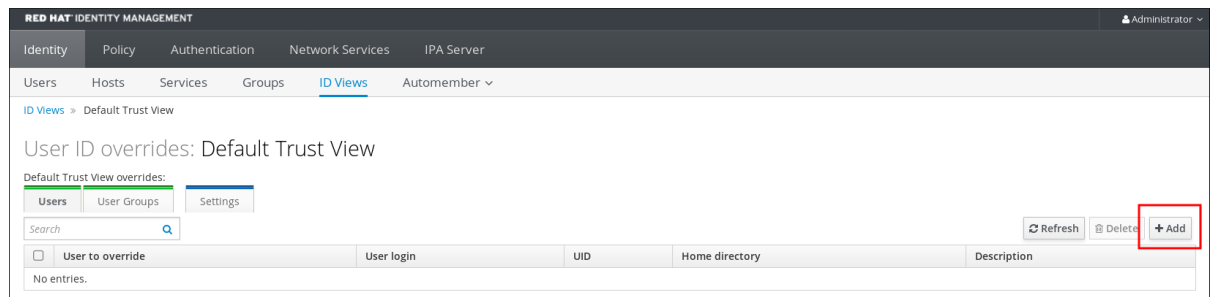 RED HAT IDENTITY MANAGEMENT Administrator
Identity Policy Authentication Network Services IPA Server
Users Hosts Services Groups ID Views Automember
ID Views » Default Trust View
User ID overrides: Default Trust View
Default Trust View overrides:
Users User Groups Settings
Search Refresh Delete + Add
User to override User login UID Home directory Description
No entries.